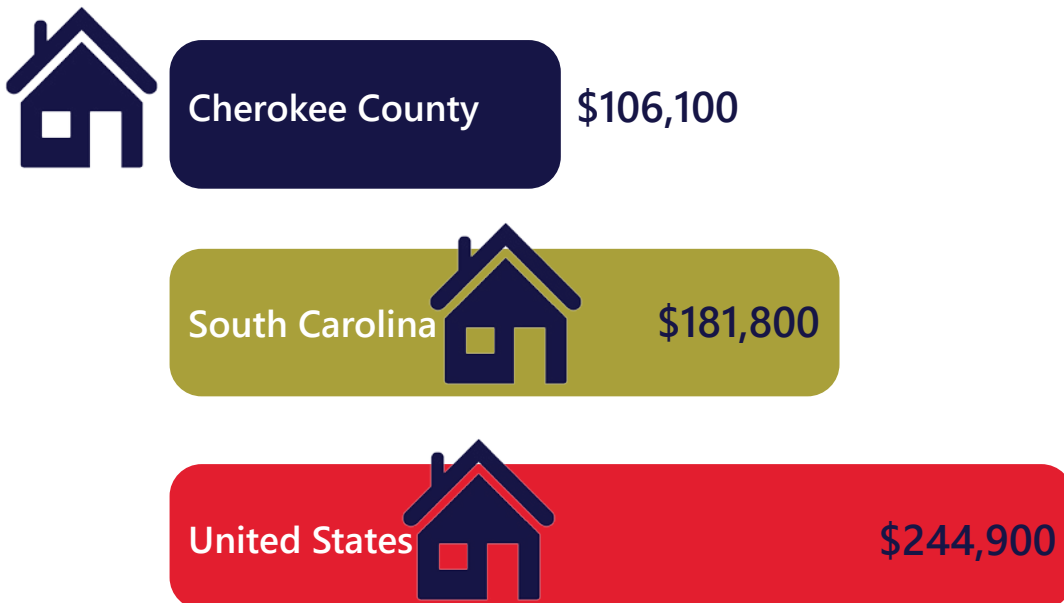 Cherokee County $106,100
South Carolina $181,800
United States $244,900